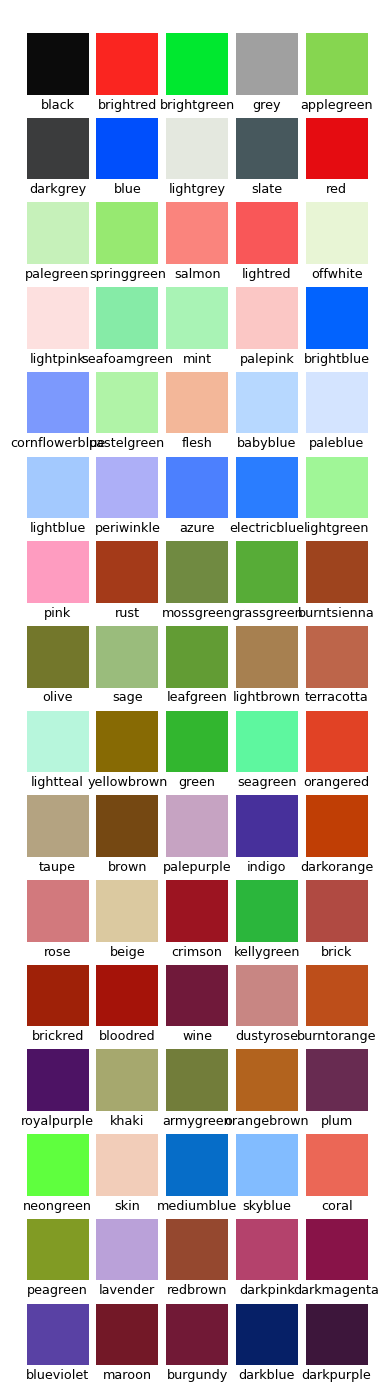 black brightred brightgreen grey applegreen
darkgrey blue lightgrey slate red
palegreen springgreen salmon lightred offwhite
lightpink seafoamgreen mint palepink brightblue
cornflowerblue pastelgreen flesh babyblue paleblue
lightblue periwinkle azure electricblue lightgreen
pink rust mossgreen grassgreen burntsienna
olive sage leafgreen lightbrown terracotta
lightteal yellowbrown green seagreen orangered
taupe brown palepurple indigo darkorange
rose beige crimson kellygreen brick
brickred bloodred wine dustyrose burntorange
royalpurple khaki armygreen orangebrown plum
neongreen skin mediumblue skyblue coral
peagreen lavender redbrown darkpink darkmagenta
blueviolet maroon burgundy darkblue darkpurple